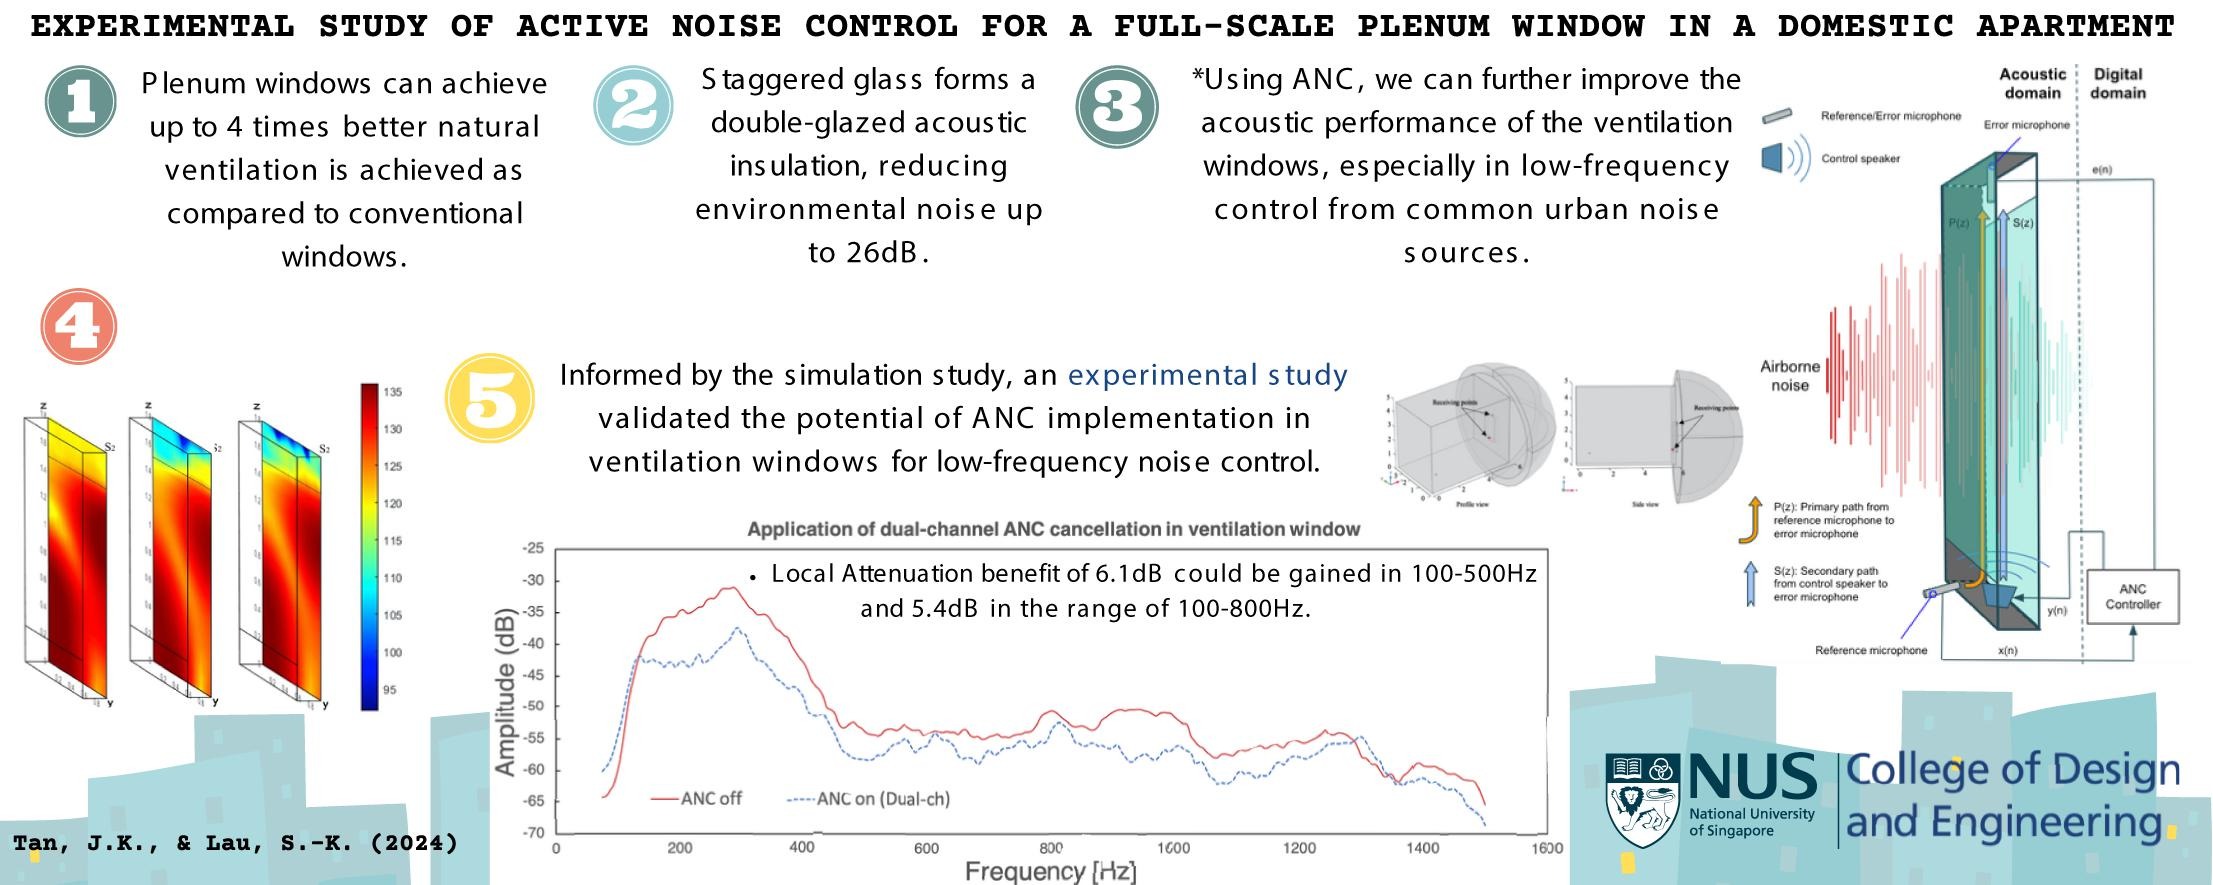 EXPERIMENTAL STUDY OF ACTIVE NOISE CONTROL FOR A FULL-SCALE PLENUM WINDOW IN A DOMESTIC APARTMENT
1
Plenum windows can achieve
up to 4 times better natural
ventilation is achieved as
compared to conventional
windows.
2
Staggered glass forms a
double-glazed acoustic
insulation, reducing
environmental noise up
to 26dB.
3
*Using ANC, we can further improve the
acoustic performance of the ventilation
windows, especially in low-frequency
control from common urban noise
sources.
Acoustic
domain
Digital
domain
Reference/Error microphone
Error microphone
Control speaker
e(n)
P(z)
S(z)
Airborne
noise
P(z): Primary path from
reference microphone to
error microphone
S(z): Secondary path
from control speaker to
error microphone
ANC
Controller
y(n)
Reference microphone
x(n)
4
z
S2
y
z
y
z
S2
y
135
130
125
120
115
110
105
100
95
5
Informed by the simulation study, an experimental study
validated the potential of ANC implementation in
ventilation windows for low-frequency noise control.
Receiving points
Profile view
Receiving points
Side view
Application of dual-channel ANC cancellation in ventilation window
• Local Attenuation benefit of 6.1dB could be gained in 100-500Hz
and 5.4dB in the range of 100-800Hz.
Amplitude (dB)
-25
-30
-35
-40
-45
-50
-55
-60
-65
-70
ANC off
ANC on (Dual-ch)
0
200
400
600
800
1000
1200
1400
1600
Frequency [Hz]
Tan, J.K., & Lau, S.-K. (2024)
NUS
National University
of Singapore
College of Design
and Engineering